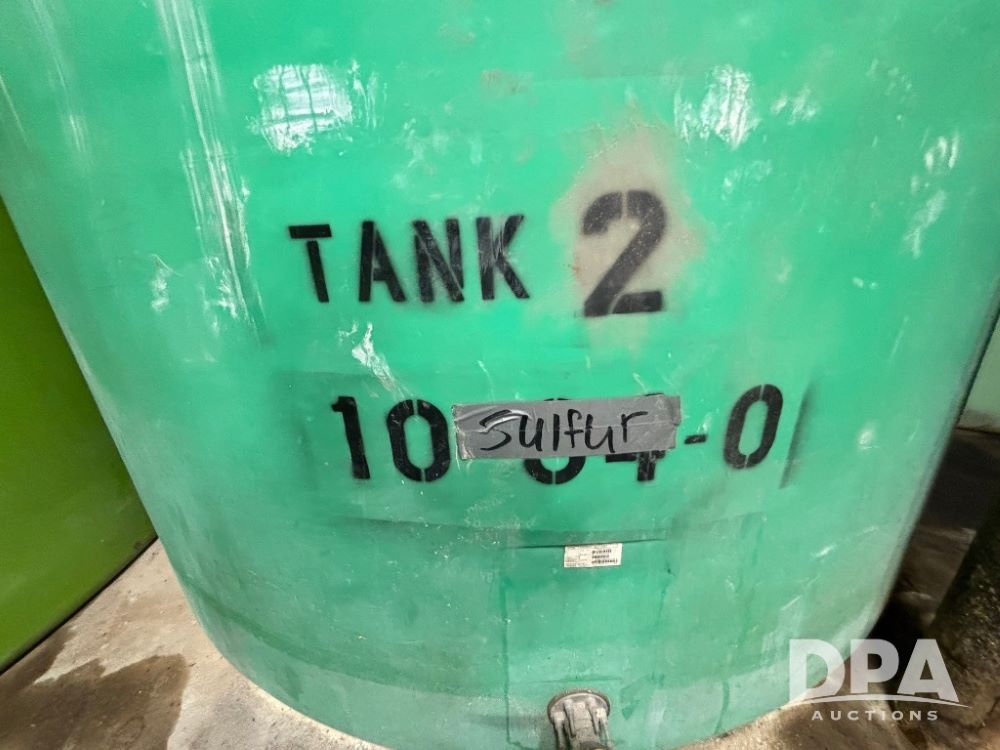 TANK 2
10 sulfur -0
DPA
AUCTIONS